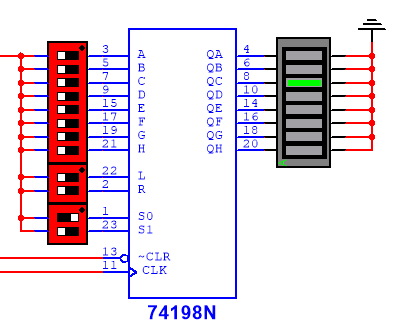 3 A QA 4
5 B QB 6
7 C QC 8
9 D QD 10
15 E QE 14
17 F QF 16
19 G QG 18
21 H QH 20
22 L
2 R
1 S0
23 S1
13 ~CLR
11 CLK
74198N